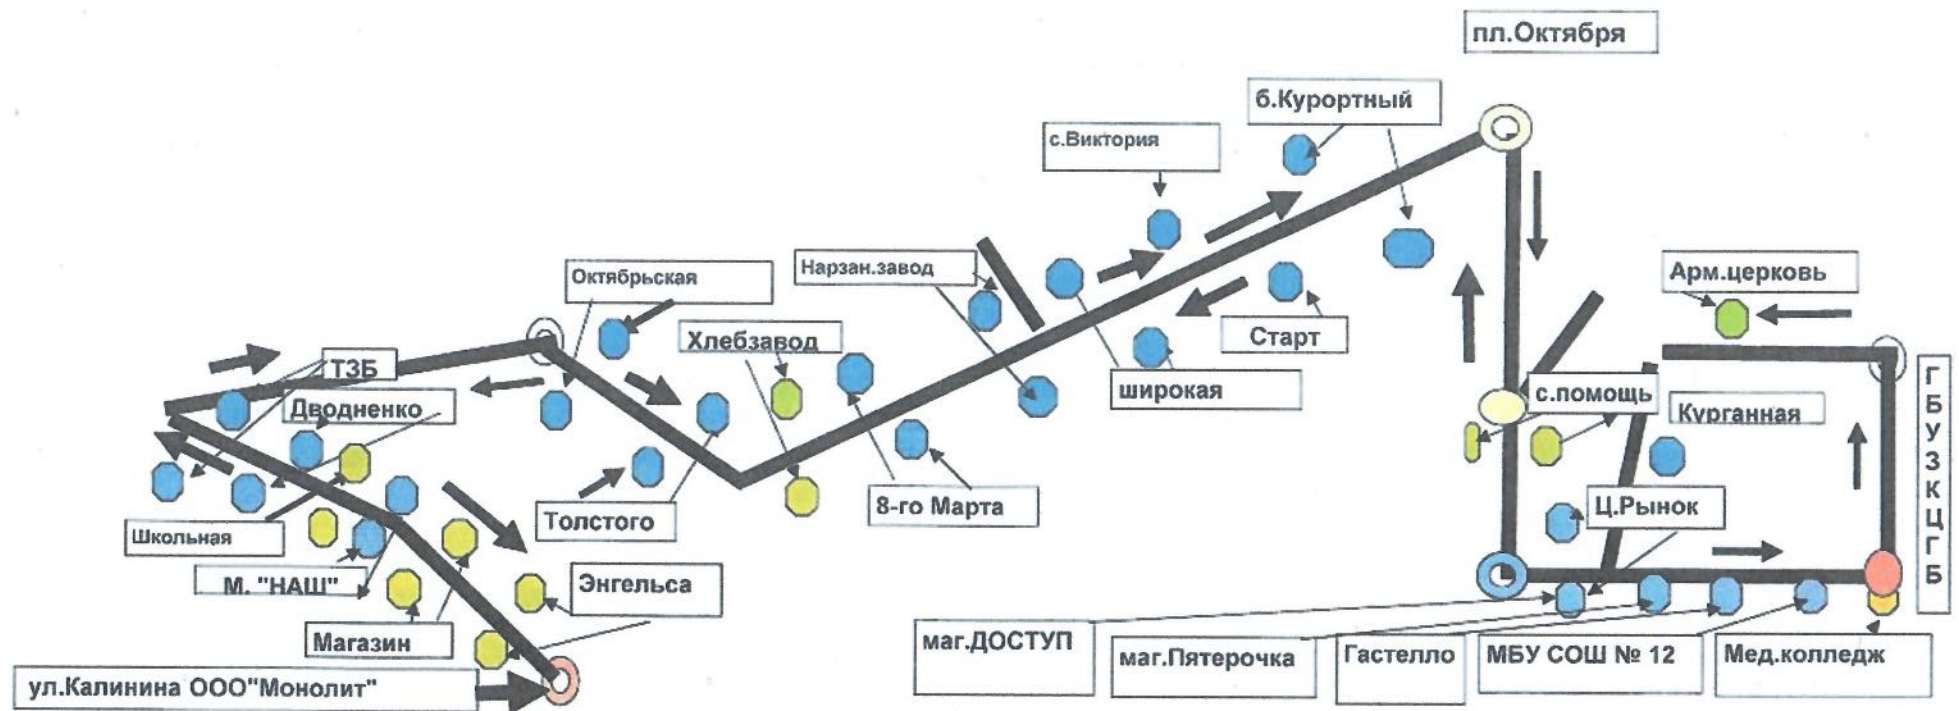 пл.Октября
б.Курортный
с.Виктория
Арм.церковь
Октябрьская
Нарзан.завод
Хлебзавод
Старт
ТЗБ
широкая
с.помощь
Дводненко
Курганная
ГБУЗКЦГБ
Толстого
8-го Марта
Ц.Рынок
Школьная
М. "НАШ"
Энгельса
Магазин
маг.ДОСТУП
маг.Пятерочка
Гастелло
МБУ СОШ № 12
Мед.колледж
ул.Калинина ООО"Монолит"